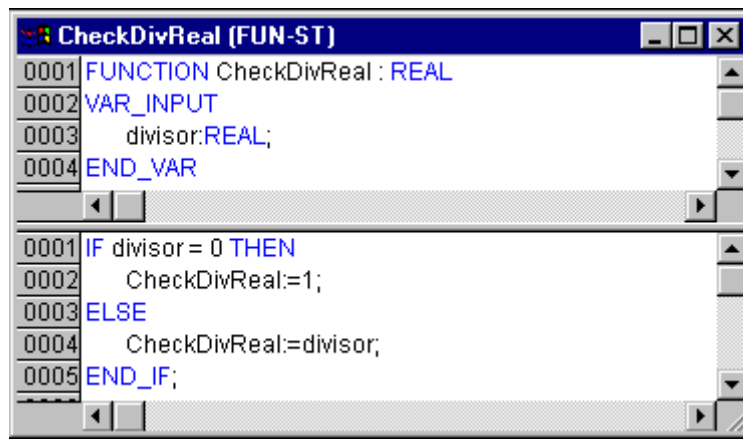 CheckDivReal (FUN-ST)
0001 FUNCTION CheckDivReal : REAL
0002 VAR_INPUT
0003 divisor:REAL;
0004 END_VAR
0001 IF divisor = 0 THEN
0002 CheckDivReal:=1;
0003 ELSE
0004 CheckDivReal:=divisor;
0005 END_IF;